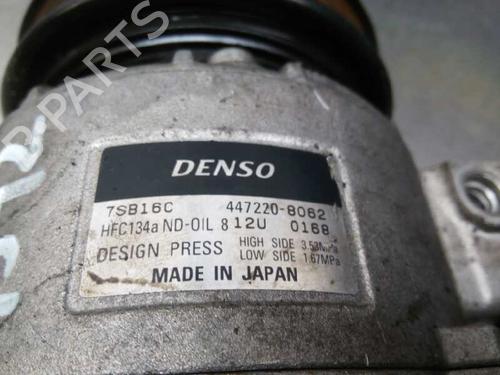 DENSO
7SB16C 447220-8062
HFC134a ND-OIL 8 12U 0168
DESIGN PRESS HIGH SIDE 3.53MPa
LOW SIDE 1.67MPa
MADE IN JAPAN